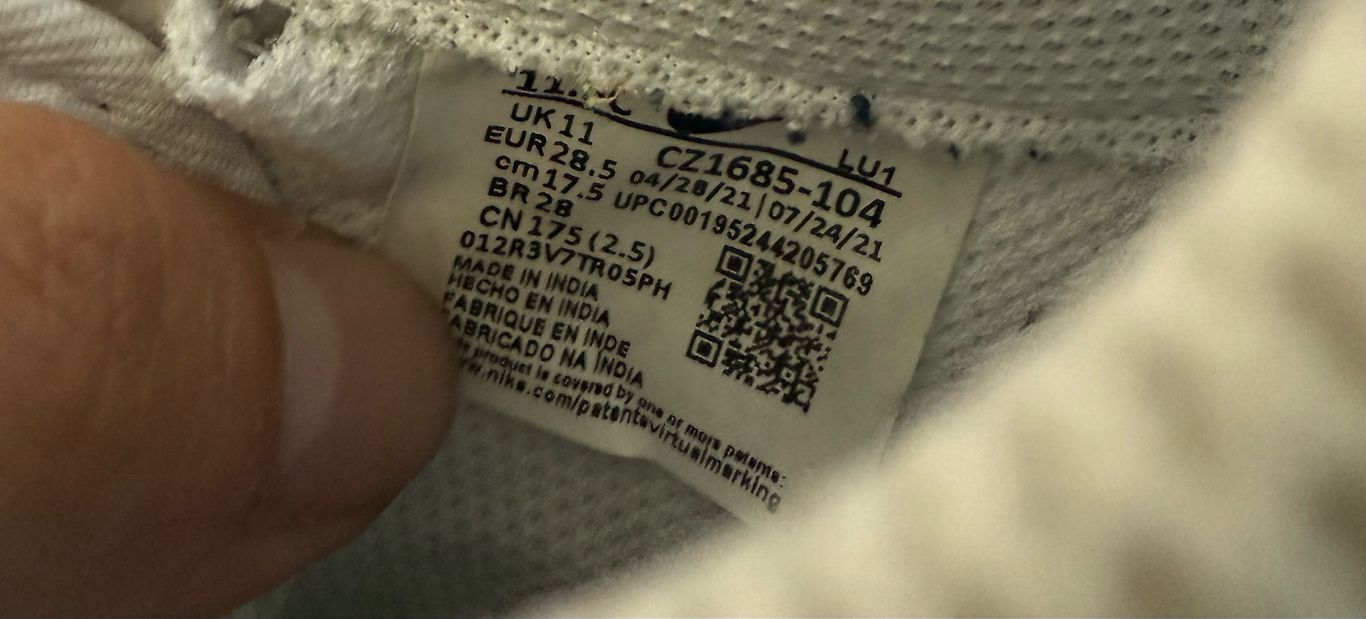 LU1
UK 11
EUR 28.5
cm 17.5
BR 28
CN 175 (2.5)
CZ1685-104
04/28/21|07/24/21
UPC00195244205769
012R3V7TR05PH
MADE IN INDIA
HECHO EN INDIA
FABRIQUE EN INDE
FABRICADO NA ÍNDIA
product is covered by one or more patents:
.nike.com/patentsvirtualmarking